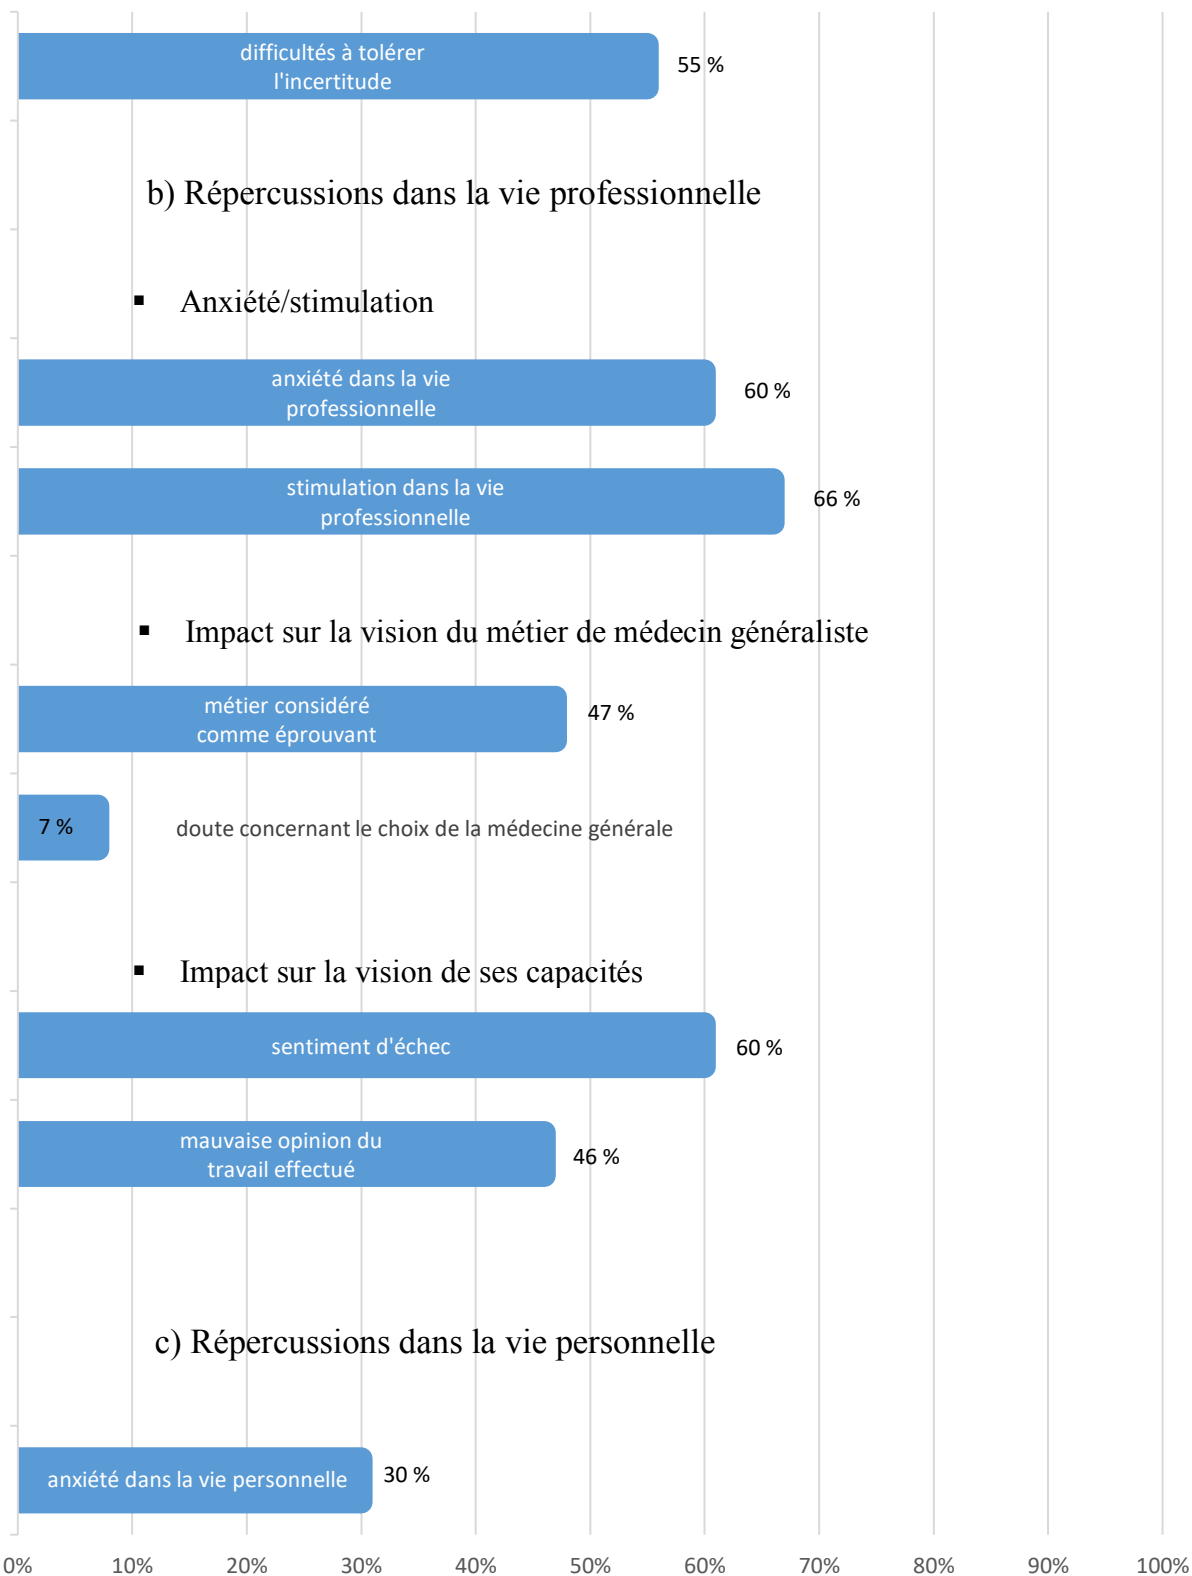 difficultés à tolérer
l'incertitude
55 %
b) Répercussions dans la vie professionnelle
▪ Anxiété/stimulation
anxiété dans la vie
professionnelle
60 %
stimulation dans la vie
professionnelle
66 %
▪ Impact sur la vision du métier de médecin généraliste
métier considéré
comme éprouvant
47 %
7 % doute concernant le choix de la médecine générale
▪ Impact sur la vision de ses capacités
sentiment d'échec 60 %
mauvaise opinion du
travail effectué
46 %
c) Répercussions dans la vie personnelle
anxiété dans la vie personnelle 30 %
0% 10% 20% 30% 40% 50% 60% 70% 80% 90% 100%